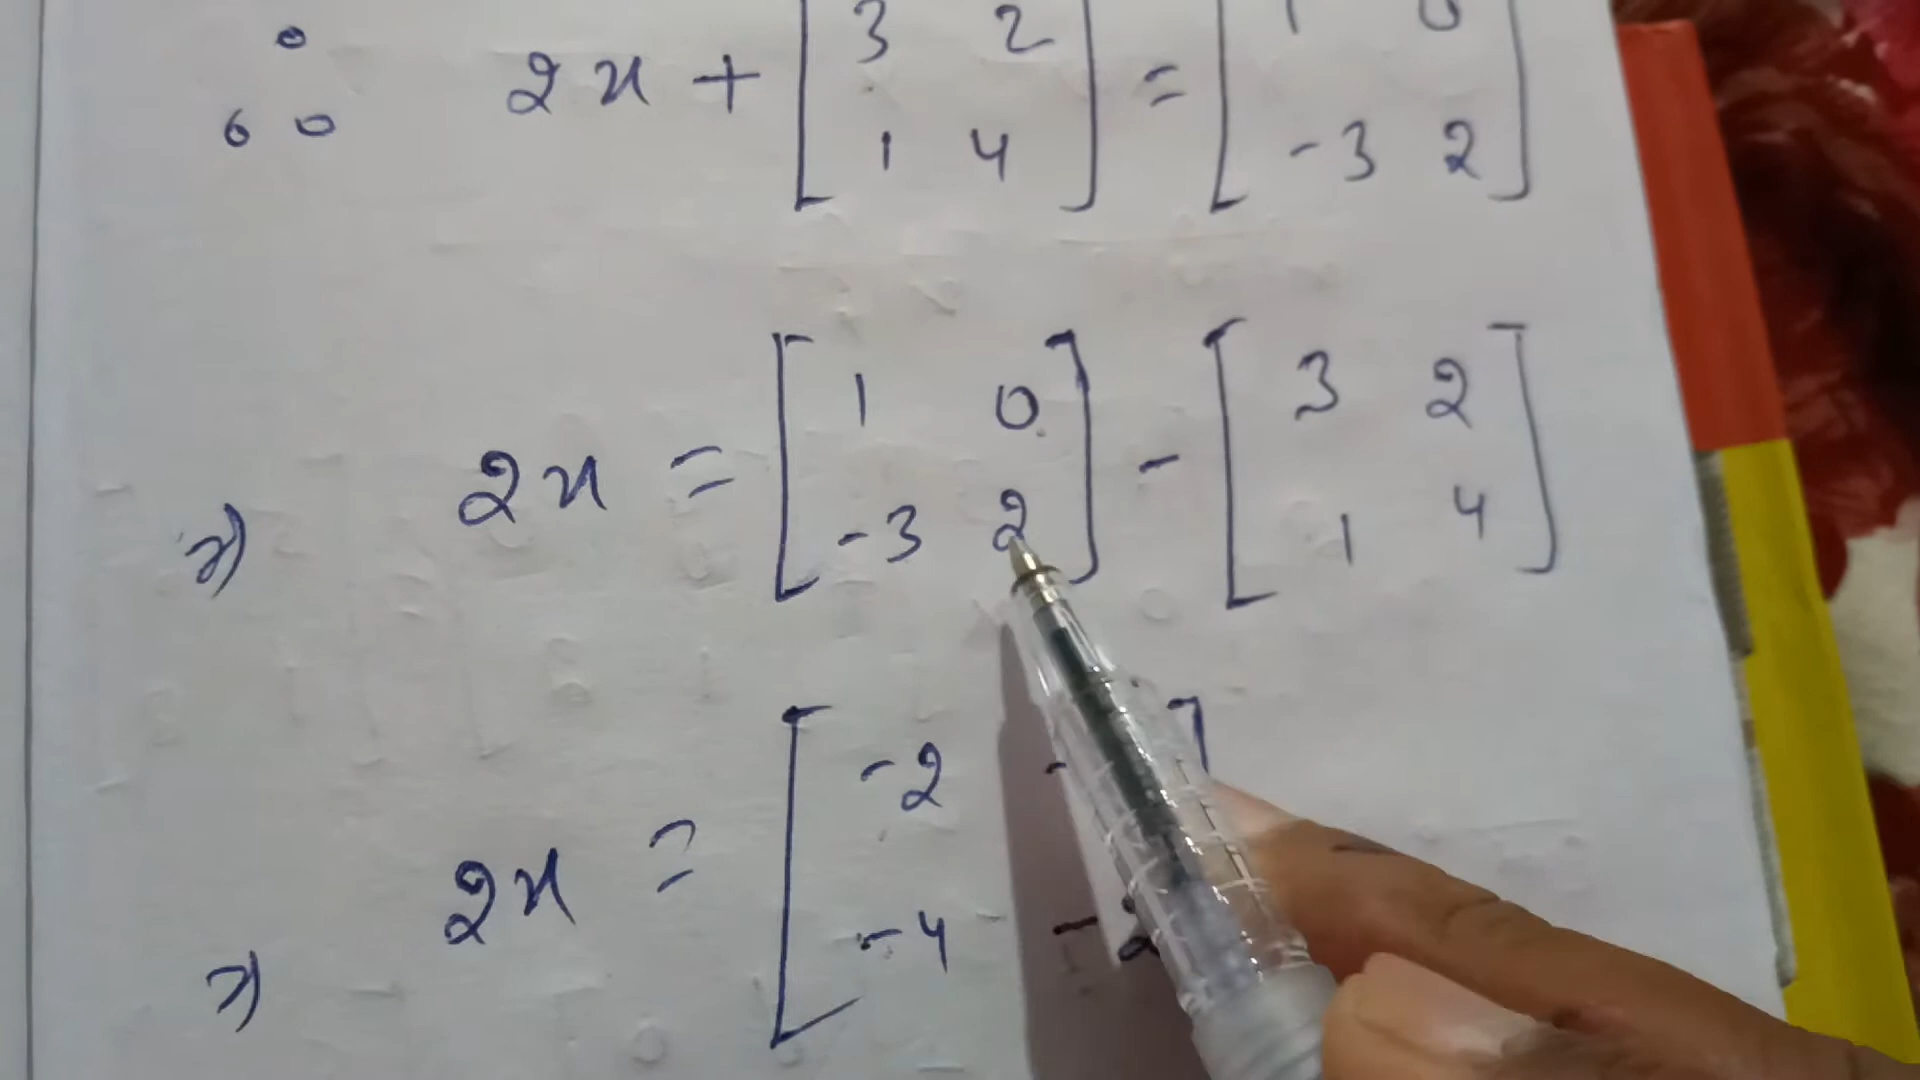 ∴ 2x + [3 2] = [1 0]
[1 4] [-3 2]
⇒) 2x = [1 0] - [3 2]
[-3 2] [1 4]
⇒) 2x = [-2 -]
[-4 -2]